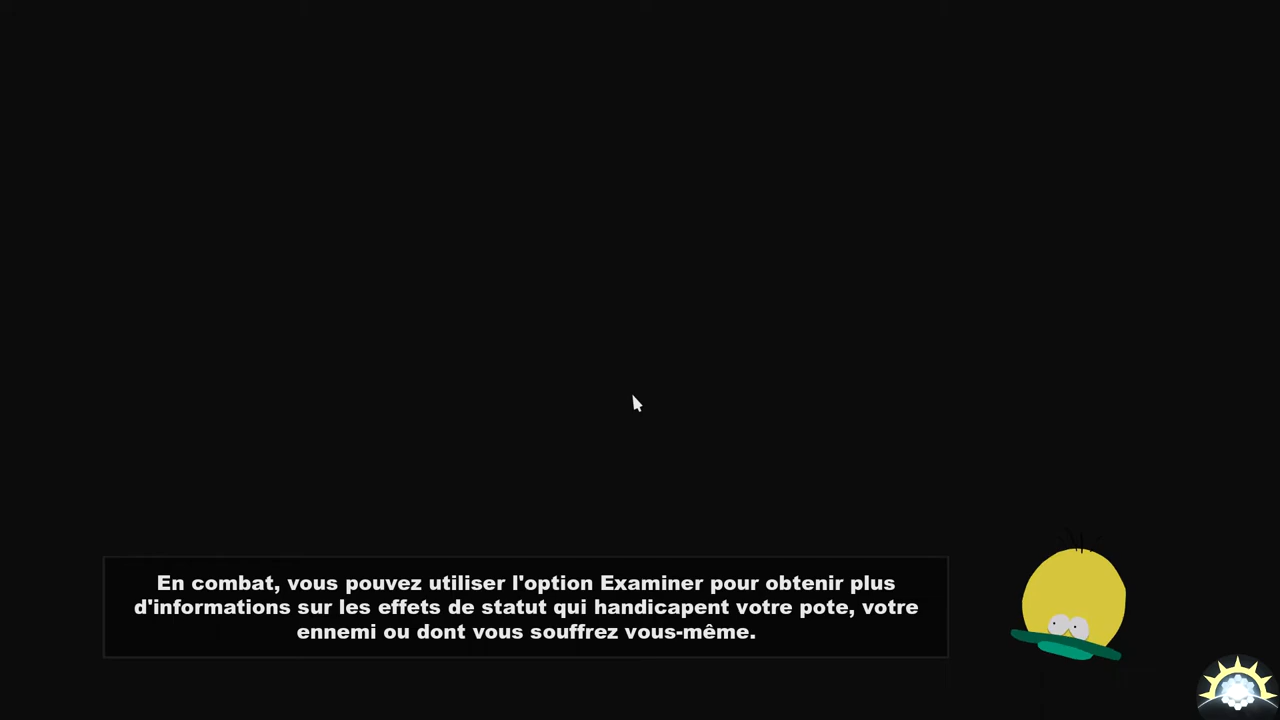 En combat, vous pouvez utiliser l'option Examiner pour obtenir plus
d'informations sur les effets de statut qui handicapent votre pote, votre
ennemi ou dont vous souffrez vous-même.